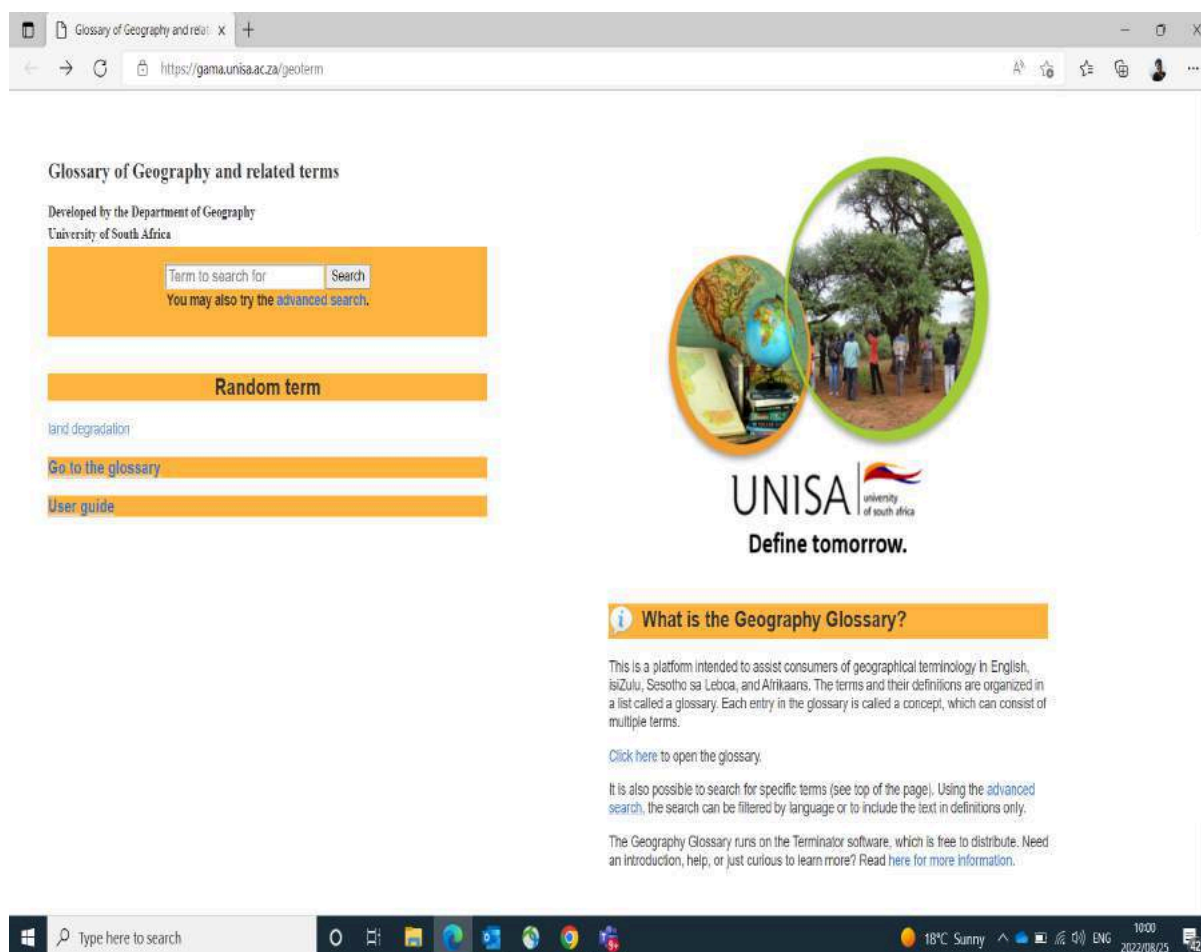 Glossary of Geography and relat
https://gama.unisa.ac.za/geoterm
Glossary of Geography and related terms
Developed by the Department of Geography
University of South Africa
Term to search for
Search
You may also try the advanced search.
Random term
land degradation
Go to the glossary
User guide
UNISA
university
of south africa
Define tomorrow.
What is the Geography Glossary?
This is a platform intended to assist consumers of geographical terminology in English,
isiZulu, Sesotho sa Leboa, and Afrikaans. The terms and their definitions are organized in
a list called a glossary. Each entry in the glossary is called a concept, which can consist of
multiple terms.
Click here to open the glossary.
It is also possible to search for specific terms (see top of the page). Using the advanced
search, the search can be filtered by language or to include the text in definitions only.
The Geography Glossary runs on the Terminator software, which is free to distribute. Need
an introduction, help, or just curious to learn more? Read here for more information.
Type here to search
18°C Sunny
ENG
10:00
2022/08/25